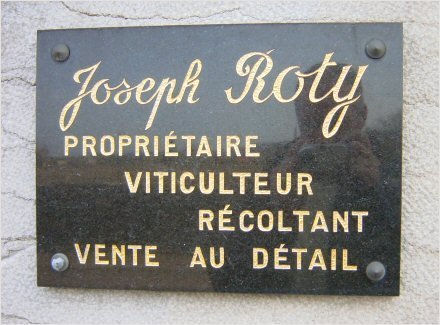 Joseph Roty
PROPRIÉTAIRE
VITICULTEUR
RÉCOLTANT
VENTE AU DÉTAIL